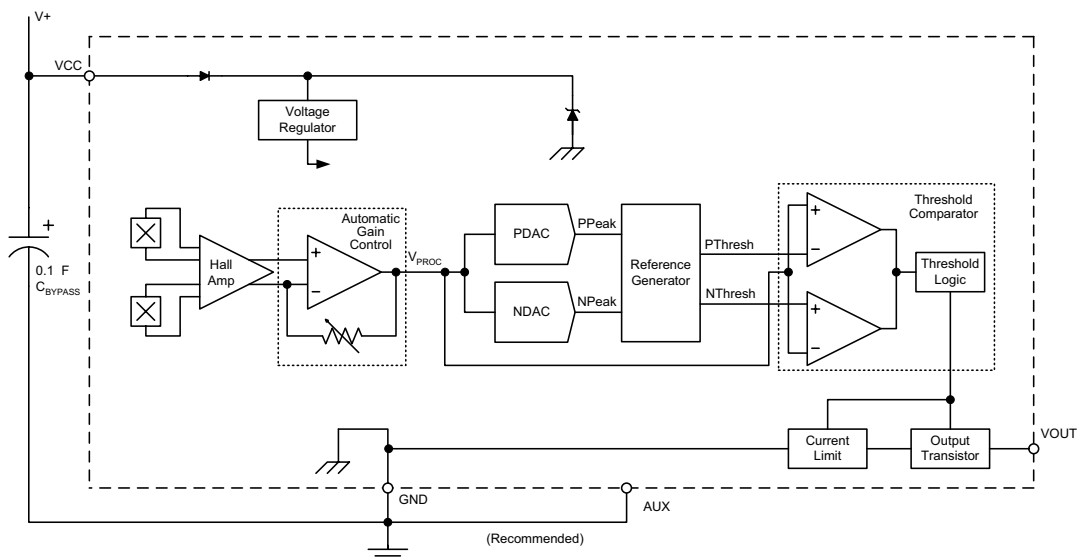 V+
VCC
Voltage
Regulator
+
0.1 F
CBYPASS
Hall
Amp
Automatic
Gain
Control
+
−
VPROC
PDAC
PPeak
NDAC
NPeak
Reference
Generator
PThresh
NThresh
Threshold
Comparator
+
−
+
−
Threshold
Logic
Current
Limit
Output
Transistor
VOUT
GND
AUX
(Recommended)